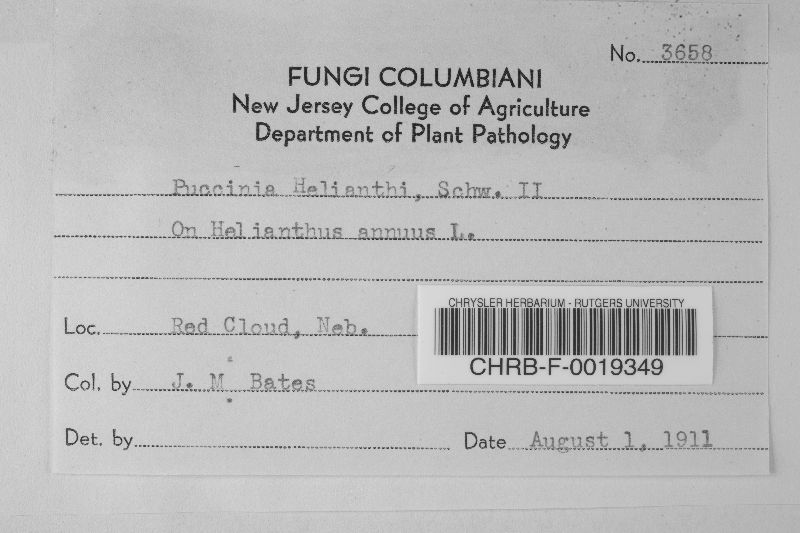 No. 3658
FUNGI COLUMBIANI
New Jersey College of Agriculture
Department of Plant Pathology
Puccinia Helianthi, Schw. II
On Helianthus annuus L.
Loc. Red Cloud, Neb.
CHRYSLER HERBARIUM - RUTGERS UNIVERSITY
CHRB-F-0019349
Col. by J. M. Bates
Det. by
Date August 1, 1911